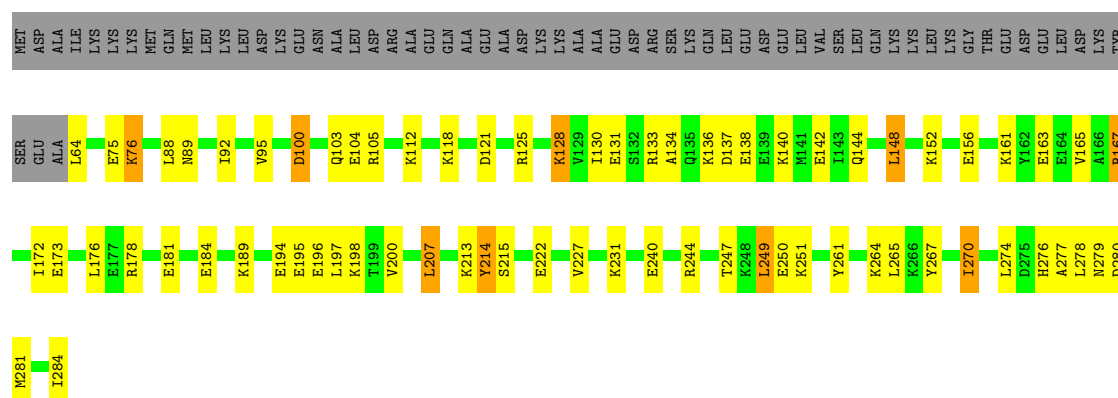 MET ASP ALA ILE LYS LYS LYS MET GLN MET LEU LYS LEU ASP LYS GLU ASN ALA LEU ASP ARG ALA GLU GLN ALA GLU ALA ASP LYS LYS ALA ALA GLU ASP ARG SER LYS GLN LEU GLU ASP GLU LEU VAL SER LEU GLN LYS LYS LEU LYS GLY THR GLU ASP GLU LEU ASP LYS TYR
SER GLU ALA L64 E75 K76 L88 N89 I92 V95 D100 Q103 E104 R105 K112 K118 D121 R125 K128 V129 I130 E131 S132 R133 A134 Q135 K136 D137 E138 E139 K140 M141 E142 I143 Q144 L148 K152 E156 K161 Y162 E163 E164 V165 A166 R167
I172 E173 L176 E177 R178 E181 E184 K189 E194 E195 E196 L197 K198 T199 V200 L207 K213 Y214 S215 E222 V227 K231 E240 R244 T247 K248 L249 E250 K251 Y261 K264 L265 K266 Y267 I270 L274 D275 H276 A277 L278 N279 D280
M281 I284